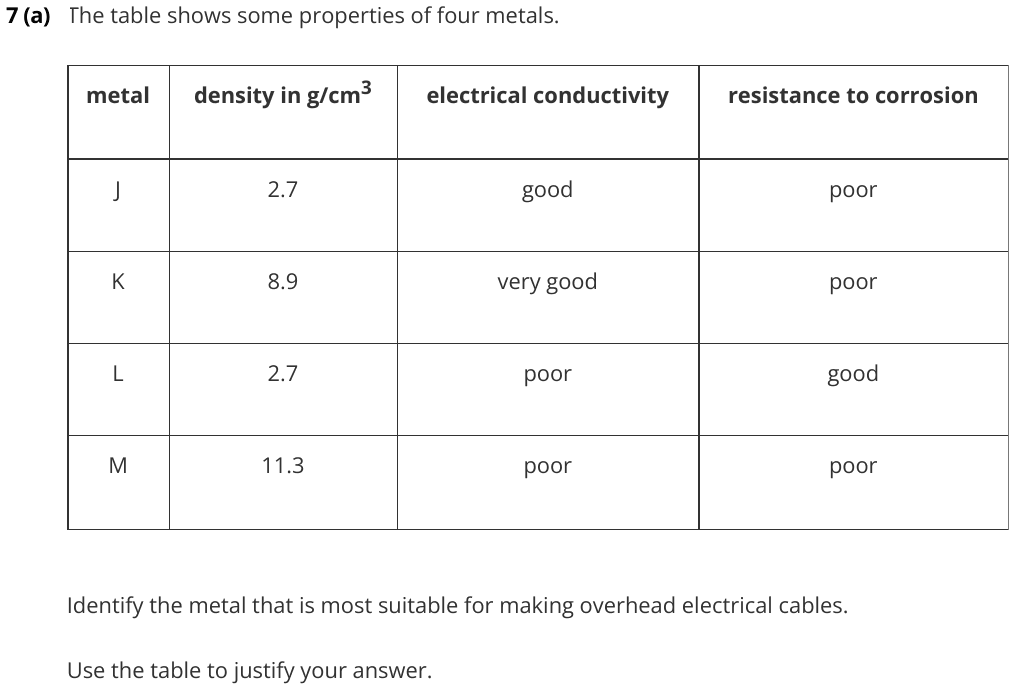 7 (a) The table shows some properties of four metals.
metal density in g/cm³ electrical conductivity resistance to corrosion
J 2.7 good poor
K 8.9 very good poor
L 2.7 poor good
M 11.3 poor poor
Identify the metal that is most suitable for making overhead electrical cables.
Use the table to justify your answer.